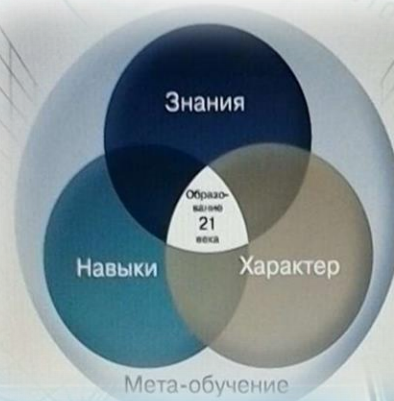 Знания
Образо-
вание
21
века
Навыки
Характер
Мета-обучение